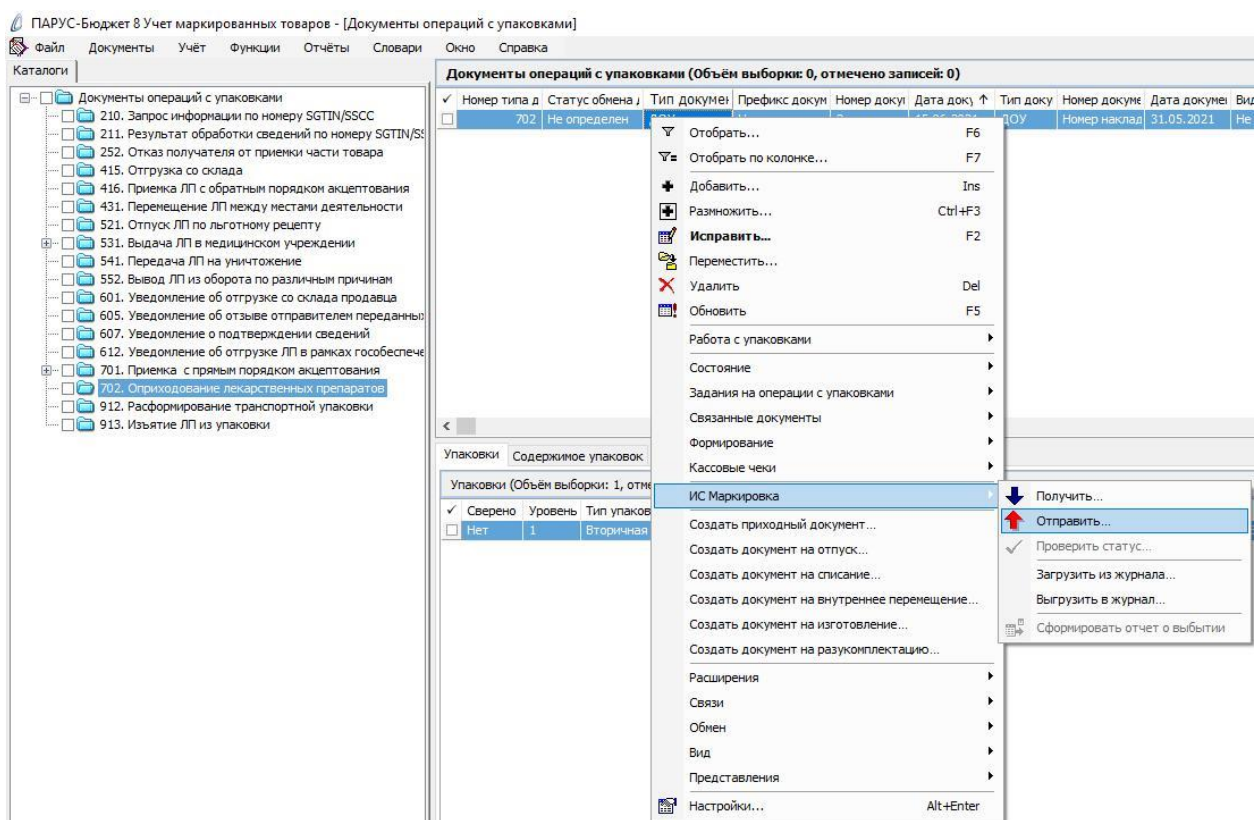 ПАРУС-Бюджет 8 Учет маркированных товаров - [Документы операций с упаковками]
Файл Документы Учёт Функции Отчёты Словари Окно Справка
Каталоги
Документы операций с упаковками
210. Запрос информации по номеру SGTIN/SSCC
211. Результат обработки сведений по номеру SGTIN/SS
252. Отказ получателя от приемки части товара
415. Отгрузка со склада
416. Приемка ЛП с обратным порядком акцептования
431. Перемещение ЛП между местами деятельности
521. Отпуск ЛП по льготному рецепту
531. Выдача ЛП в медицинском учреждении
541. Передача ЛП на уничтожение
552. Вывод ЛП из оборота по различным причинам
601. Уведомление об отгрузке со склада продавца
605. Уведомление об отзыве отправителем переданны
607. Уведомление о подтверждении сведений
612. Уведомление об отгрузке ЛП в рамках гособеспече
701. Приемка с прямым порядком акцептования
702. Оприходование лекарственных препаратов
912. Расформирование транспортной упаковки
913. Изъятие ЛП из упаковки
Документы операций с упаковками (Объём выборки: 0, отмечено записей: 0)
Номер типа д Статус обмена Тип докумен Префикс докум Номер докул Дата доку Тип доку Номер докуме Дата докумен Вид
702 Не определен ДОУ Номер наклад 31.05.2021 Не
Отобрать... F6
Отобрать по колонке... F7
Добавить... Ins
Размножить... Ctrl+F3
Исправить... F2
Переместить...
Удалить Del
Обновить F5
Работа с упаковками
Состояние
Задания на операции с упаковками
Связанные документы
Формирование
Кассовые чеки
ИС Маркировка
Создать приходный документ...
Создать документ на отпуск...
Создать документ на списание...
Создать документ на внутреннее перемещение...
Создать документ на изготовление...
Создать документ на разукомплектацию...
Расширения
Связи
Обмен
Вид
Представления
Настройки... Alt+Enter
Получить...
Отправить...
Проверить статус...
Загрузить из журнала...
Выгрузить в журнал...
Сформировать отчет о выбытии
Упаковки Содержимое упаковок
Упаковки (Объём выборки: 1, отме
Сверено Уровень Тип упаков
Нет 1 Вторичная